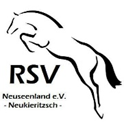 RSV
Neuseenland e.V.
- Neukieritzsch -